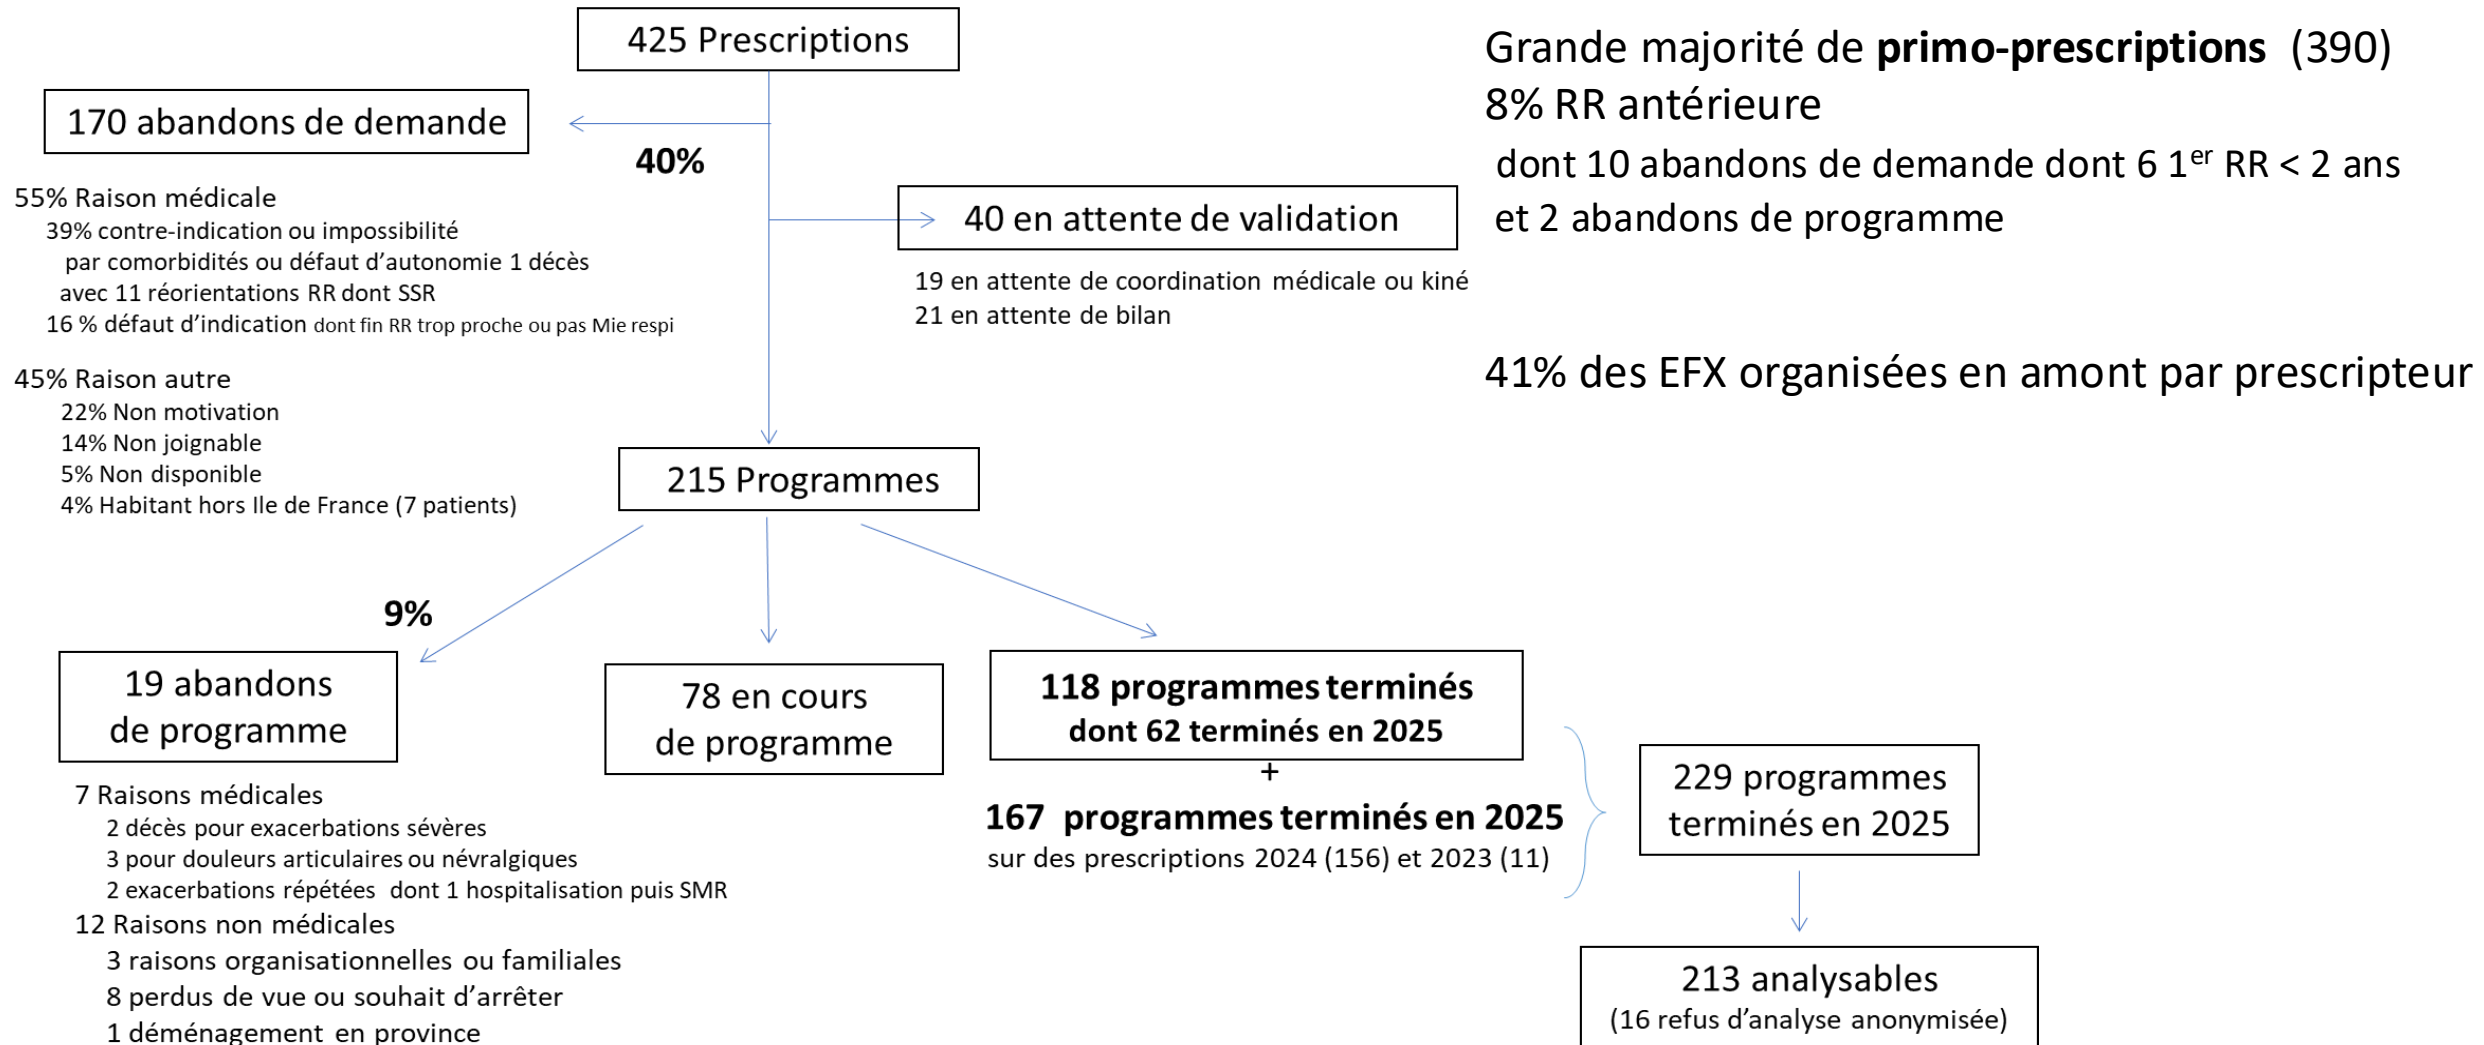 425 Prescriptions
170 abandons de demande
40%
55% Raison médicale
39% contre-indication ou impossibilité
par comorbidités ou défaut d’autonomie 1 décès
avec 11 réorientations RR dont SSR
16 % défaut d’indication dont fin RR trop proche ou pas Mie respi
45% Raison autre
22% Non motivation
14% Non joignable
5% Non disponible
4% Habitant hors Ile de France (7 patients)
40 en attente de validation
19 en attente de coordination médicale ou kiné
21 en attente de bilan
Grande majorité de primo-prescriptions (390)
8% RR antérieure
dont 10 abandons de demande dont 6 1er RR < 2 ans
et 2 abandons de programme
41% des EFX organisées en amont par prescripteur
215 Programmes
9%
19 abandons
de programme
7 Raisons médicales
2 décès pour exacerbations sévères
3 pour douleurs articulaires ou névralgiques
2 exacerbations répétées dont 1 hospitalisation puis SMR
12 Raisons non médicales
3 raisons organisationnelles ou familiales
8 perdus de vue ou souhait d’arrêter
1 déménagement en province
78 en cours
de programme
118 programmes terminés
dont 62 terminés en 2025
+
167 programmes terminés en 2025
sur des prescriptions 2024 (156) et 2023 (11)
229 programmes
terminés en 2025
213 analysables
(16 refus d’analyse anonymisée)